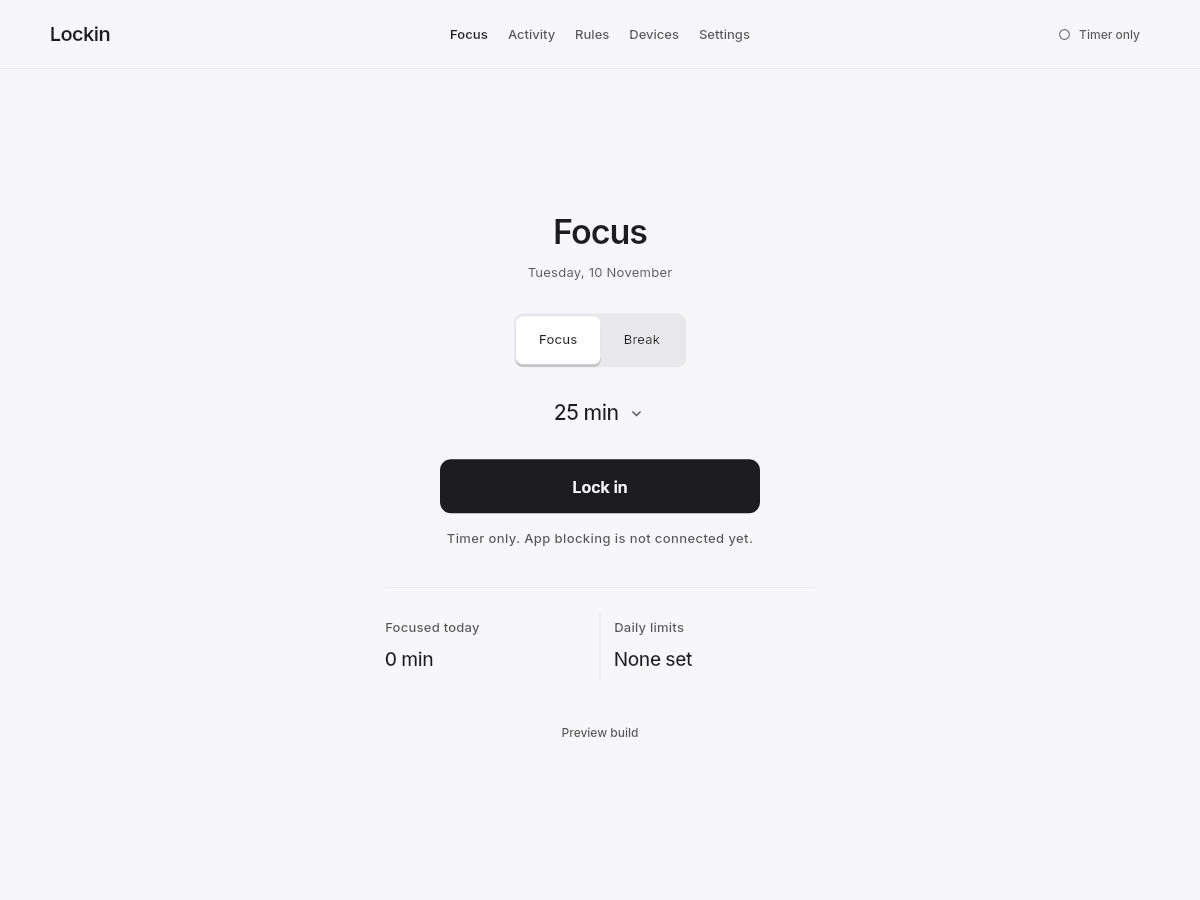 Lockin
Focus Activity Rules Devices Settings
Timer only
Focus
Tuesday, 10 November
Focus Break
25 min
Lock in
Timer only. App blocking is not connected yet.
Focused today
0 min
Daily limits
None set
Preview build